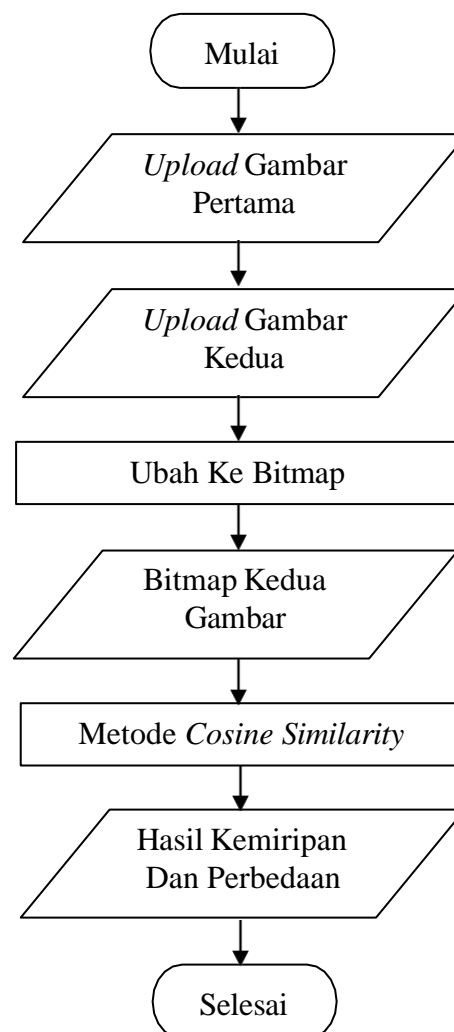 Mulai
Upload Gambar
Pertama
Upload Gambar
Kedua
Ubah Ke Bitmap
Bitmap Kedua
Gambar
Metode Cosine Similarity
Hasil Kemiripan
Dan Perbedaan
Selesai